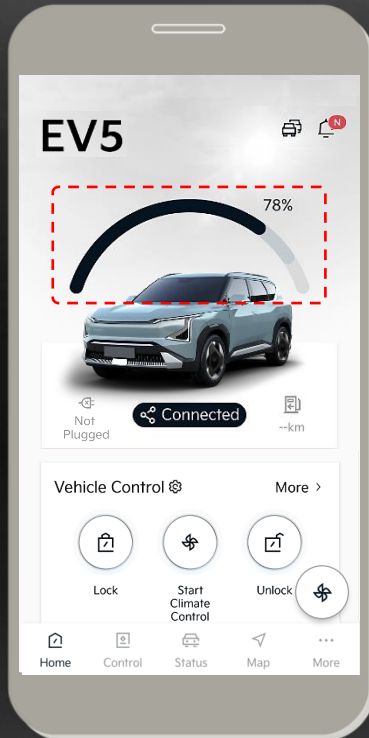 EV5
N
78%
Not
Plugged
Connected
--km
Vehicle Control
More >
Lock
Start
Climate
Control
Unlock
Home
Control
Status
Map
More